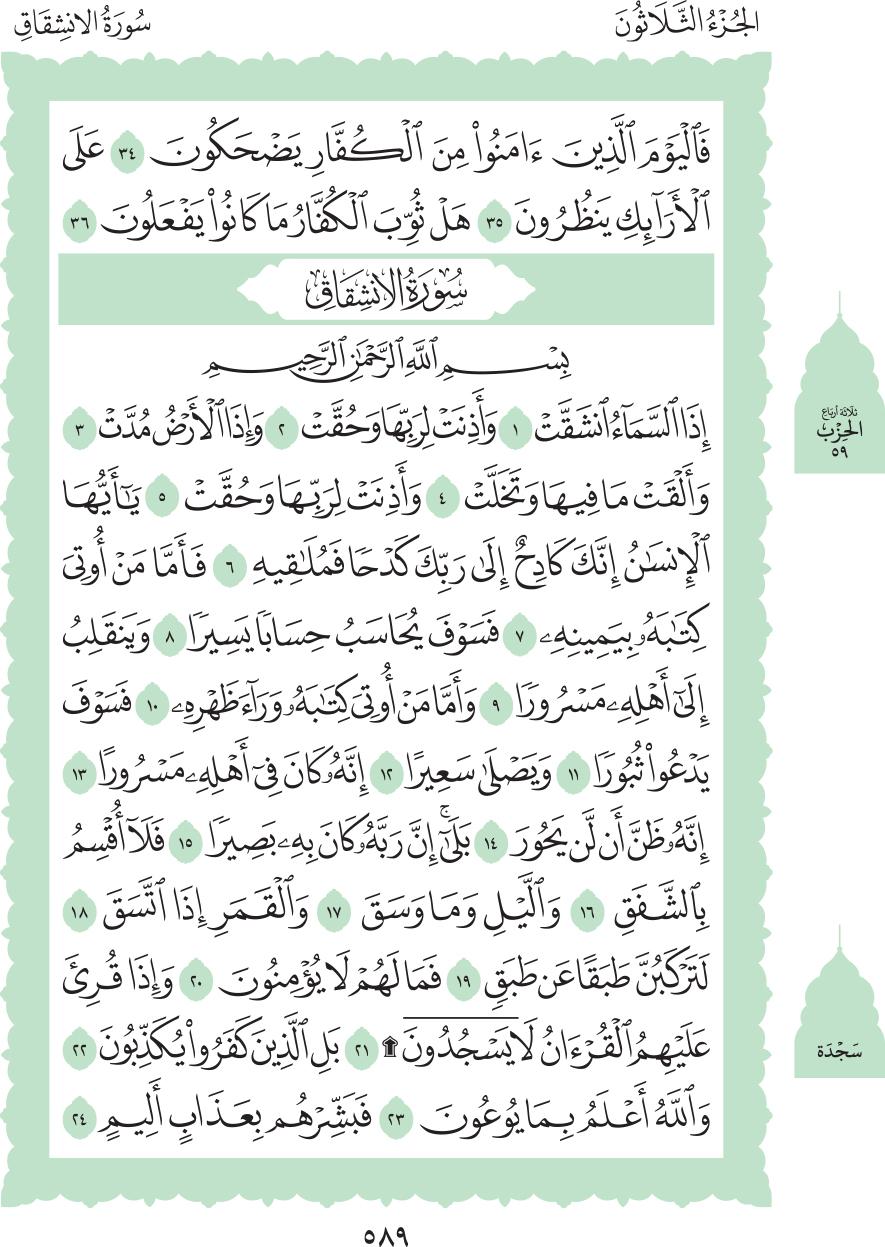 الجُزْءُ الثَّلَاثُونَ
سُورَةُ الانشِقَاقِ
فَٱلْيَوْمَ ٱلَّذِينَ ءَامَنُوا۟ مِنَ ٱلْكُفَّارِ يَضْحَكُونَ ٣٤ عَلَى
ٱلْأَرَآئِكِ يَنظُرُونَ ٣٥ هَلْ ثُوِّبَ ٱلْكُفَّارُ مَا كَانُوا۟ يَفْعَلُونَ ٣٦
سُورَةُ الانشِقَاقِ
بِسْمِ ٱللَّهِ ٱلرَّحْمَٰنِ ٱلرَّحِيمِ
إِذَا ٱلسَّمَآءُ ٱنشَقَّتْ ١ وَأَذِنَتْ لِرَبِّهَا وَحُقَّتْ ٢ وَإِذَا ٱلْأَرْضُ مُدَّتْ ٣
وَأَلْقَتْ مَا فِيهَا وَتَخَلَّتْ ٤ وَأَذِنَتْ لِرَبِّهَا وَحُقَّتْ ٥ يَٰٓأَيُّهَا
ٱلْإِنسَٰنُ إِنَّكَ كَادِحٌ إِلَىٰ رَبِّكَ كَدْحًا فَمُلَٰقِيهِ ٦ فَأَمَّا مَنْ أُوتِىَ
كِتَٰبَهُۥ بِيَمِينِهِۦ ٧ فَسَوْفَ يُحَاسَبُ حِسَابًا يَسِيرًا ٨ وَيَنقَلِبُ
إِلَىٰٓ أَهْلِهِۦ مَسْرُورًا ٩ وَأَمَّا مَنْ أُوتِىَ كِتَٰبَهُۥ وَرَآءَ ظَهْرِهِۦ ١٠ فَسَوْفَ
يَدْعُوا۟ ثُبُورًا ١١ وَيَصْلَىٰ سَعِيرًا ١٢ إِنَّهُۥ كَانَ فِىٓ أَهْلِهِۦ مَسْرُورًا ١٣
إِنَّهُۥ ظَنَّ أَن لَّن يَحُورَ ١٤ بَلَىٰٓۚ إِنَّ رَبَّهُۥ كَانَ بِهِۦ بَصِيرًا ١٥ فَلَآ أُقْسِمُ
بِٱلشَّفَقِ ١٦ وَٱلَّيْلِ وَمَا وَسَقَ ١٧ وَٱلْقَمَرِ إِذَا ٱتَّسَقَ ١٨
لَتَرْكَبُنَّ طَبَقًا عَن طَبَقٍ ١٩ فَمَا لَهُمْ لَا يُؤْمِنُونَ ٢٠ وَإِذَا قُرِئَ
عَلَيْهِمُ ٱلْقُرْءَانُ لَا يَسْجُدُونَ ۩ ٢١ بَلِ ٱلَّذِينَ كَفَرُوا۟ يُكَذِّبُونَ ٢٢
وَٱللَّهُ أَعْلَمُ بِمَا يُوعُونَ ٢٣ فَبَشِّرْهُم بِعَذَابٍ أَلِيمٍ ٢٤
ثلاثة أرباع
الحِزْب
٥٩
سَجْدَة
٥٨٩